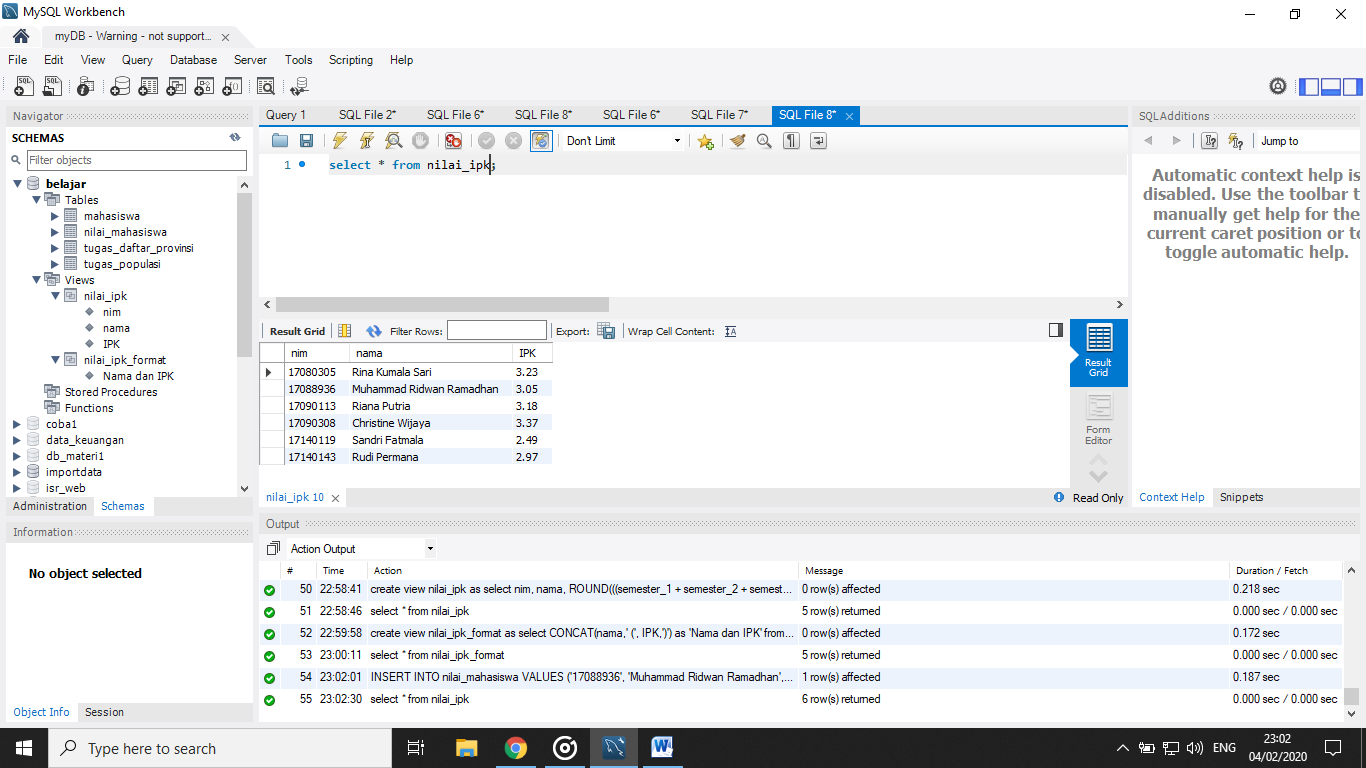 MySQL Workbench
myDB - Warning - not support...
File Edit View Query Database Server Tools Scripting Help
Navigator
SCHEMAS
Filter objects
belajar
Tables
mahasiswa
nilai_mahasiswa
tugas_daftar_provinsi
tugas_populasi
Views
nilai_ipk
nim
nama
IPK
nilai_ipk_format
Nama dan IPK
Stored Procedures
Functions
coba1
data_keuangan
db_materi1
importdata
isr_web
Administration Schemas
Information
No object selected
Object Info Session
Query 1 SQL File 2* SQL File 6* SQL File 8* SQL File 6* SQL File 7* SQL File 8*
Don't Limit
1 select * from nilai_ipk;
Result Grid Filter Rows: Export: Wrap Cell Content:
nim nama IPK
17080305 Rina Kumala Sari 3.23
17088936 Muhammad Ridwan Ramadhan 3.05
17090113 Riana Putria 3.18
17090308 Christine Wijaya 3.37
17140119 Sandri Fatmala 2.49
17140143 Rudi Permana 2.97
Result
Grid
Form
Editor
nilai_ipk 10
Read Only
SQLAdditions
Jump to
Automatic context help is
disabled. Use the toolbar t
manually get help for the
current caret position or to
toggle automatic help.
Context Help Snippets
Output
Action Output
# Time Action Message Duration / Fetch
50 22:58:41 create view nilai_ipk as select nim, nama, ROUND(((semester_1 + semester_2 + semest... 0 row(s) affected 0.218 sec
51 22:58:46 select * from nilai_ipk 5 row(s) returned 0.000 sec / 0.000 sec
52 22:59:58 create view nilai_ipk_format as select CONCAT(nama,' (', IPK,')') as 'Nama dan IPK' from... 0 row(s) affected 0.172 sec
53 23:00:11 select * from nilai_ipk_format 5 row(s) returned 0.000 sec / 0.000 sec
54 23:02:01 INSERT INTO nilai_mahasiswa VALUES ('17088936', 'Muhammad Ridwan Ramadhan',... 1 row(s) affected 0.187 sec
55 23:02:30 select * from nilai_ipk 6 row(s) returned 0.000 sec / 0.000 sec
Type here to search
ENG
23:02
04/02/2020